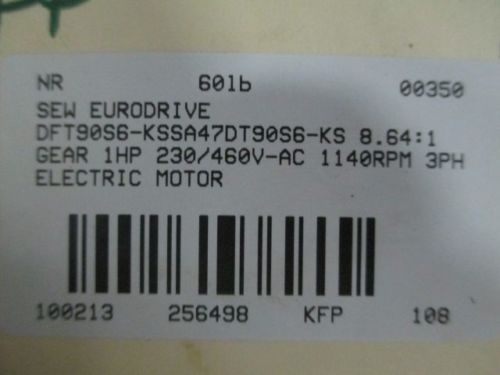 NR 601b 00350
SEW EURODRIVE
DFT90S6-KSSA47DT90S6-KS 8.64:1
GEAR 1HP 230/460V-AC 1140RPM 3PH
ELECTRIC MOTOR
100213 256498 KFP 108